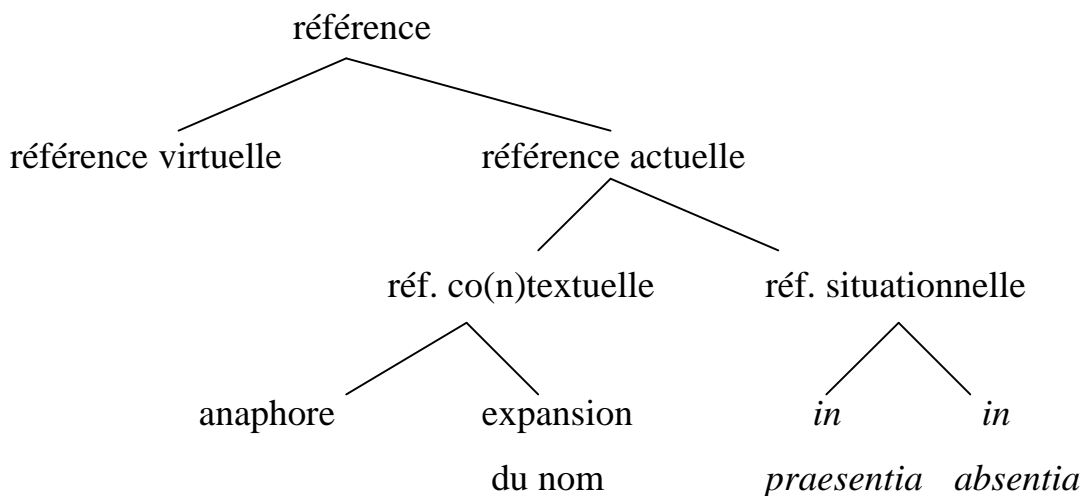 référence
référence virtuelle référence actuelle
réf. co(n)textuelle réf. situationnelle
anaphore expansion in in
du nom praesentia absentia